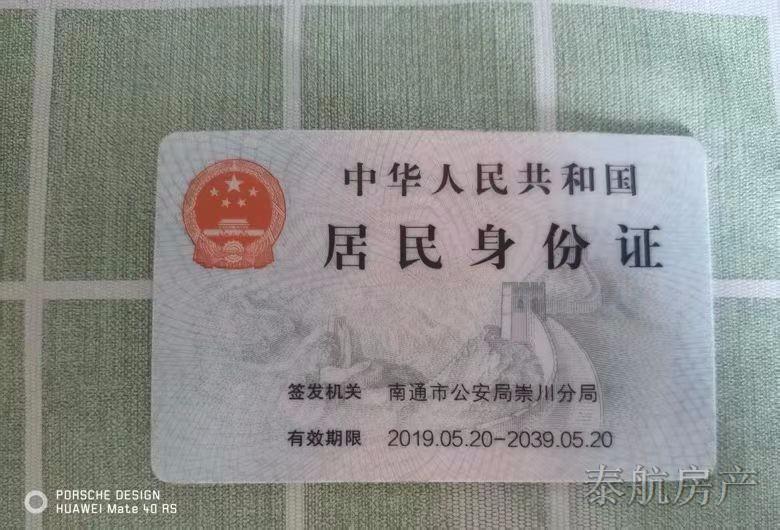 中华人民共和国
居民身份证
签发机关 南通市公安局崇川分局
有效期限 2019.05.20-2039.05.20
泰航房产
PORSCHE DESIGN
HUAWEI Mate 40 RS